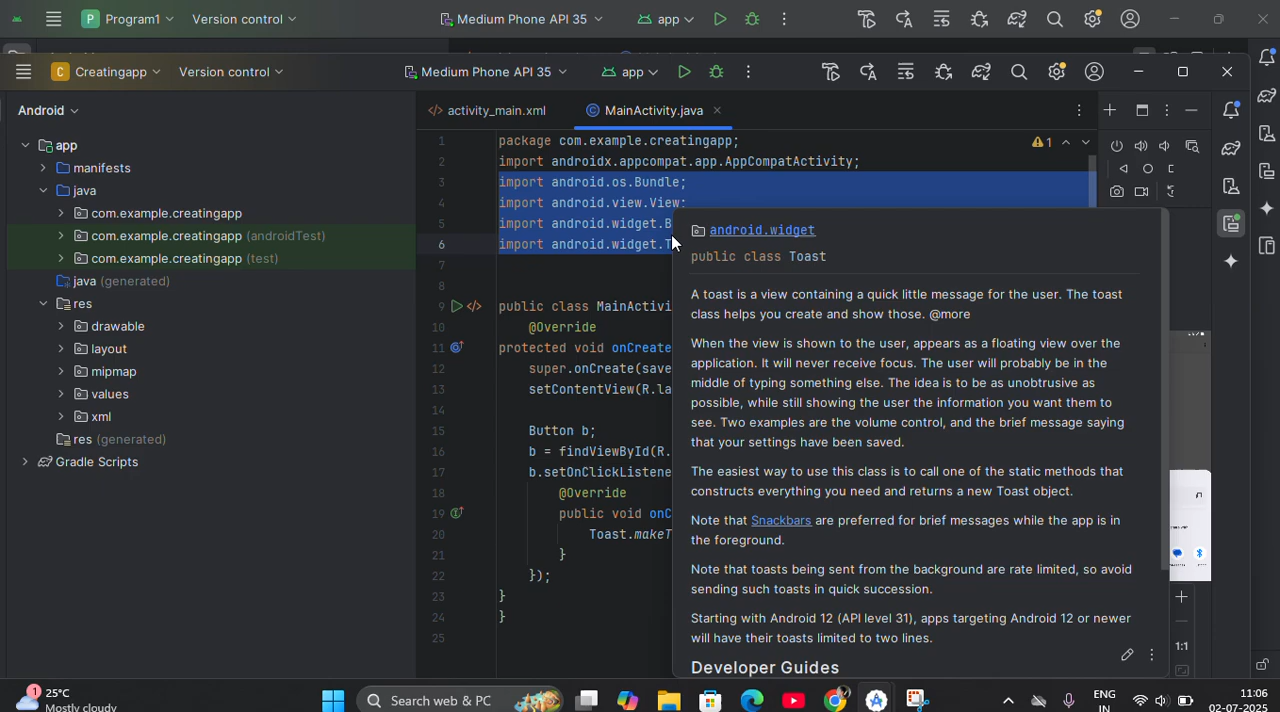 P Program1 Version control Medium Phone API 35 app
C Creatingapp Version control Medium Phone API 35 app
Android
activity_main.xml MainActivity.java
app
manifests
java
com.example.creatingapp
com.example.creatingapp (androidTest)
com.example.creatingapp (test)
java (generated)
res
drawable
layout
mipmap
values
xml
res (generated)
Gradle Scripts
1 package com.example.creatingapp; 1
2 import androidx.appcompat.app.AppCompatActivity;
3 import android.os.Bundle;
4 import android.view.View;
5 import android.widget.B
6 import android.widget.T
7
8
9 public class MainActivi
10 @Override
11 protected void onCreate
12 super.onCreate(save
13 setContentView(R.la
14
15 Button b;
16 b = findViewById(R.
17 b.setOnClickListene
18 @Override
19 public void onC
20 Toast.makeT
21 }
22 });
23 }
24 }
25
android.widget
public class Toast
A toast is a view containing a quick little message for the user. The toast
class helps you create and show those. @more
When the view is shown to the user, appears as a floating view over the
application. It will never receive focus. The user will probably be in the
middle of typing something else. The idea is to be as unobtrusive as
possible, while still showing the user the information you want them to
see. Two examples are the volume control, and the brief message saying
that your settings have been saved.
The easiest way to use this class is to call one of the static methods that
constructs everything you need and returns a new Toast object.
Note that Snackbars are preferred for brief messages while the app is in
the foreground.
Note that toasts being sent from the background are rate limited, so avoid
sending such toasts in quick succession.
Starting with Android 12 (API level 31), apps targeting Android 12 or newer
will have their toasts limited to two lines.
Developer Guides
1:1
1 25°C
Mostly cloudy
Search web & PC
ENG
IN
11:06
02-07-2025